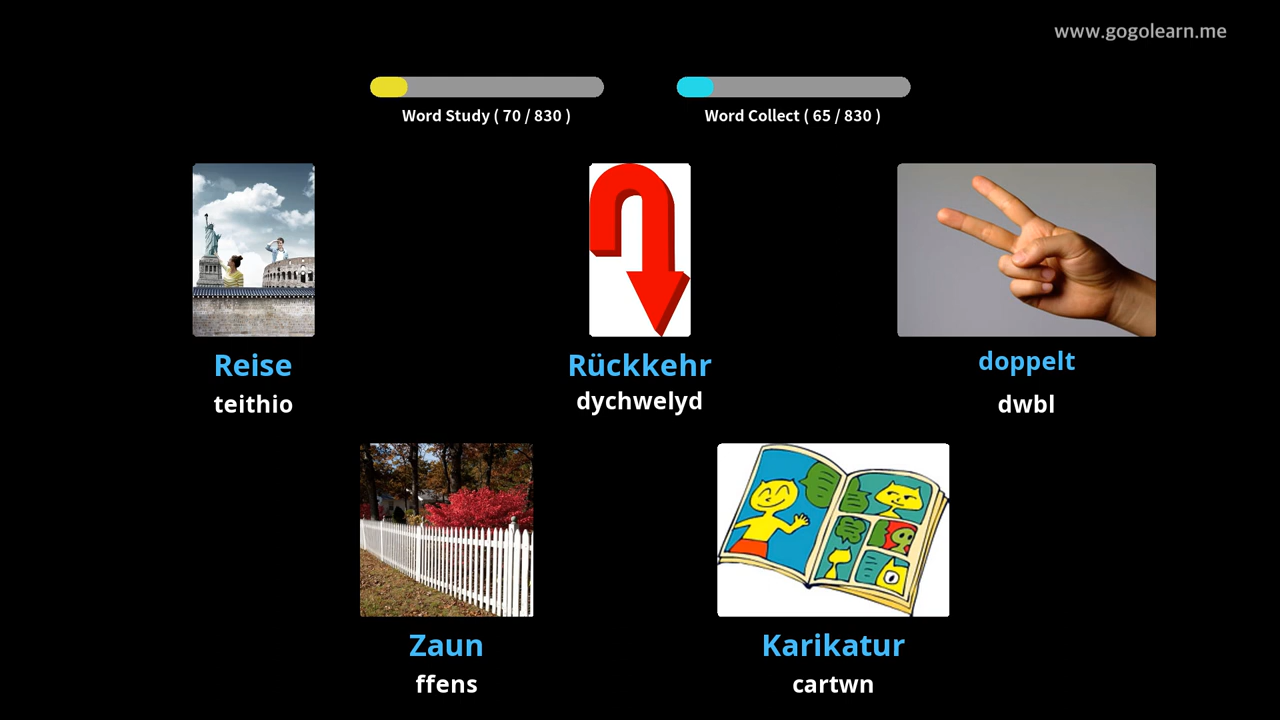 www.gogolearn.me
Word Study ( 70 / 830 )
Word Collect ( 65 / 830 )
Reise
teithio
Rückkehr
dychwelyd
doppelt
dwbl
Zaun
ffens
Karikatur
cartwn